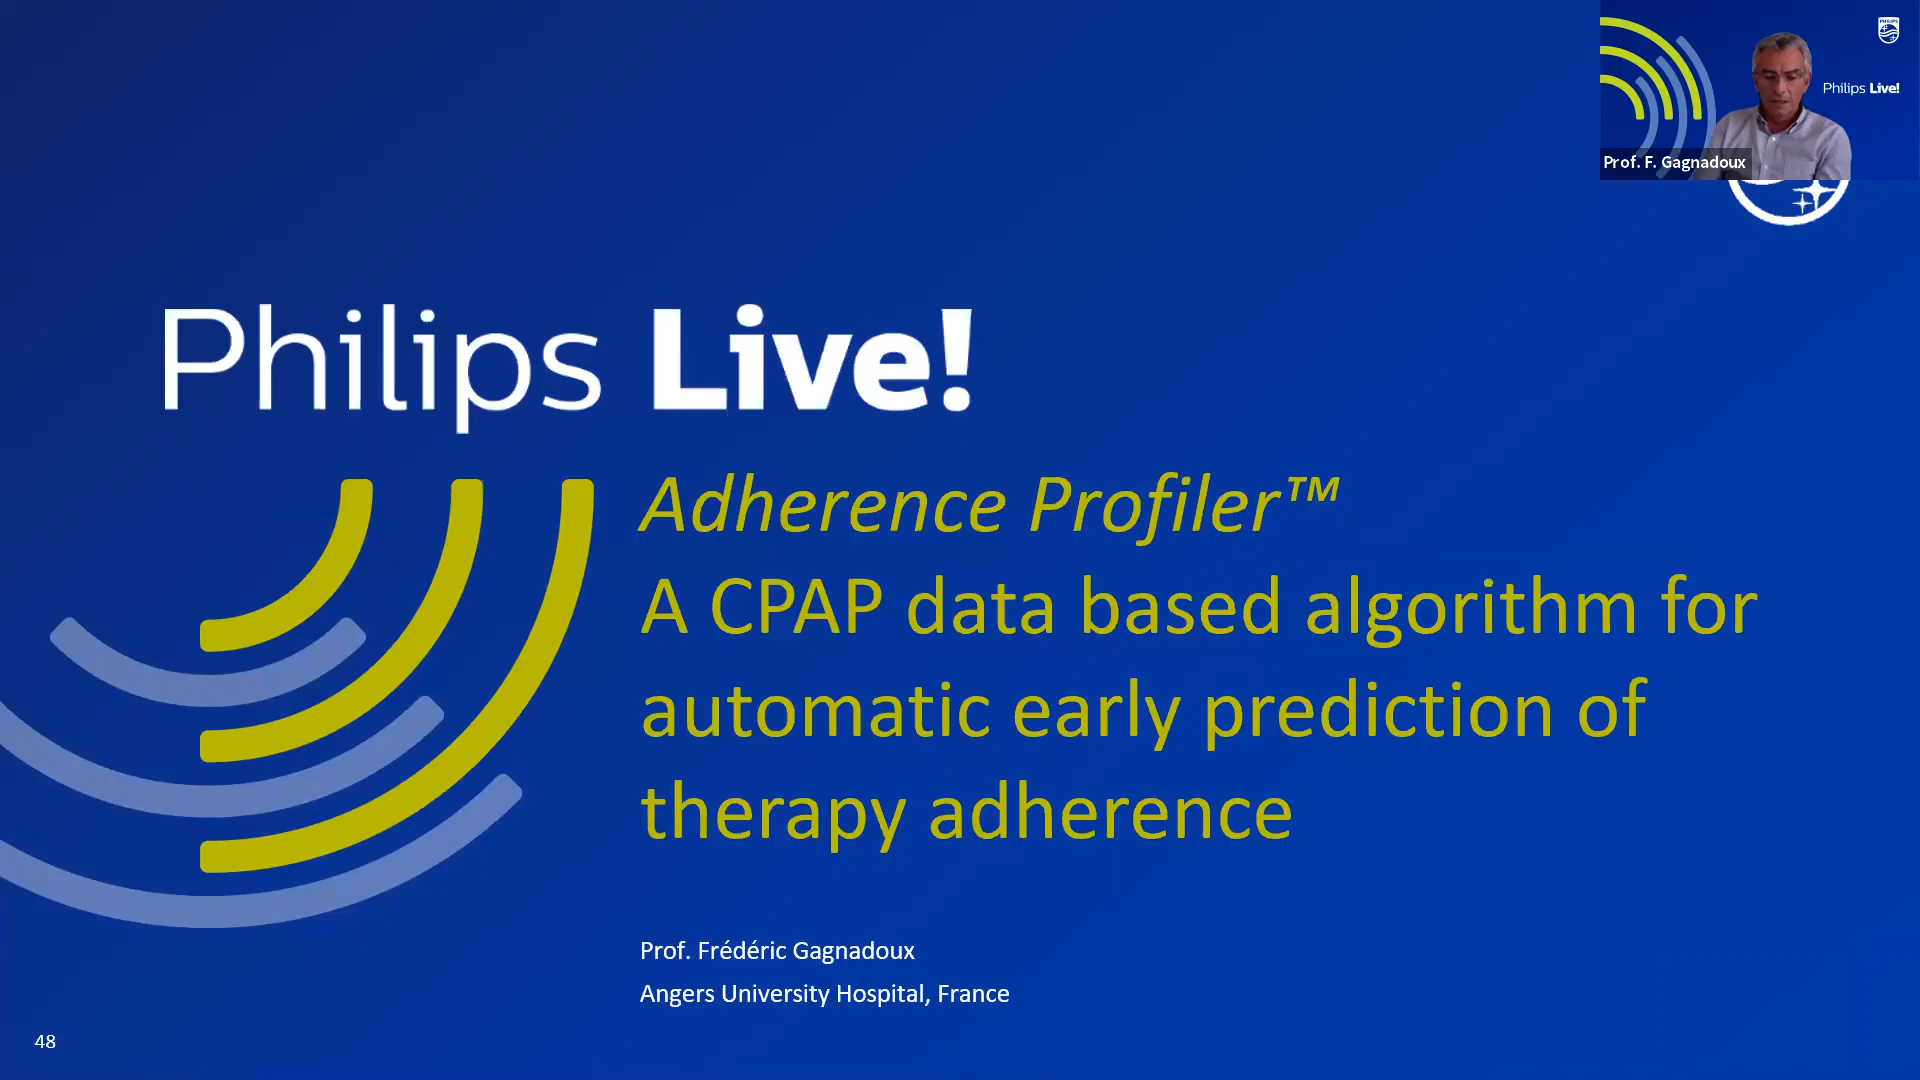 Philips Live!
Prof. F. Gagnadoux
Philips Live!
Adherence Profiler™
A CPAP data based algorithm for
automatic early prediction of
therapy adherence
Prof. Frédéric Gagnadoux
Angers University Hospital, France
48